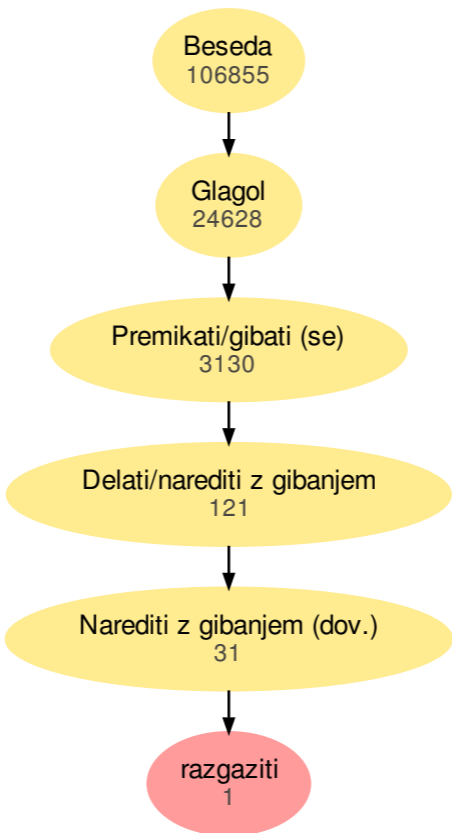 Beseda
106855
Glagol
24628
Premikati/gibati (se)
3130
Delati/narediti z gibanjem
121
Narediti z gibanjem (dov.)
31
razgaziti
1